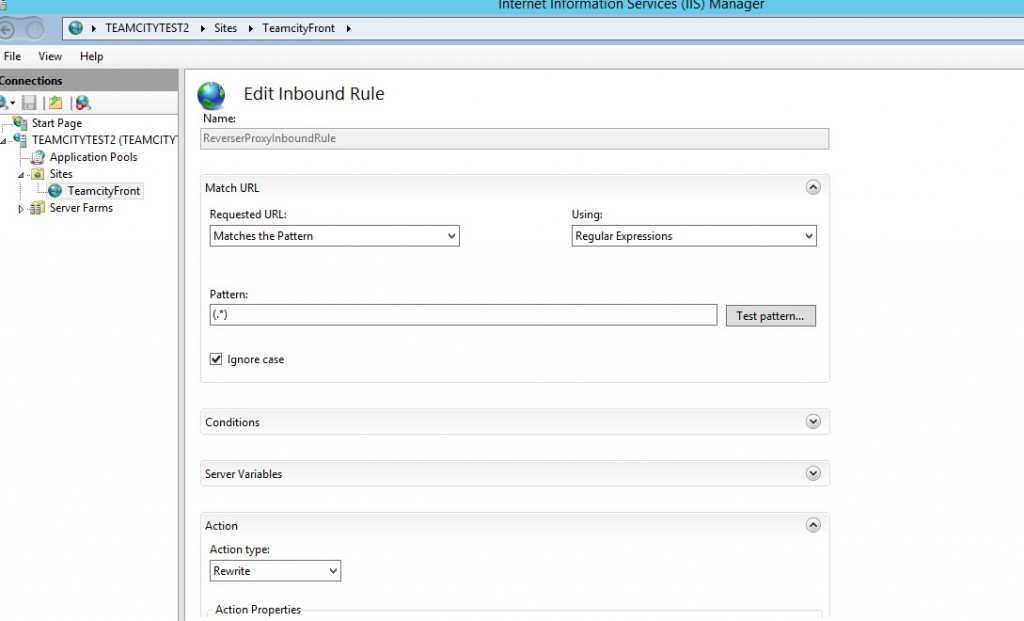 Internet Information Services (IIS) Manager
TEAMCITYTEST2 Sites TeamcityFront
File View Help
Connections
Start Page
TEAMCITYTEST2 (TEAMCITY
Application Pools
Sites
TeamcityFront
Server Farms
Edit Inbound Rule
Name:
ReverserProxyInboundRule
Match URL
Requested URL: Using:
Matches the Pattern Regular Expressions
Pattern:
(.*) Test pattern...
Ignore case
Conditions
Server Variables
Action
Action type:
Rewrite
Action Properties